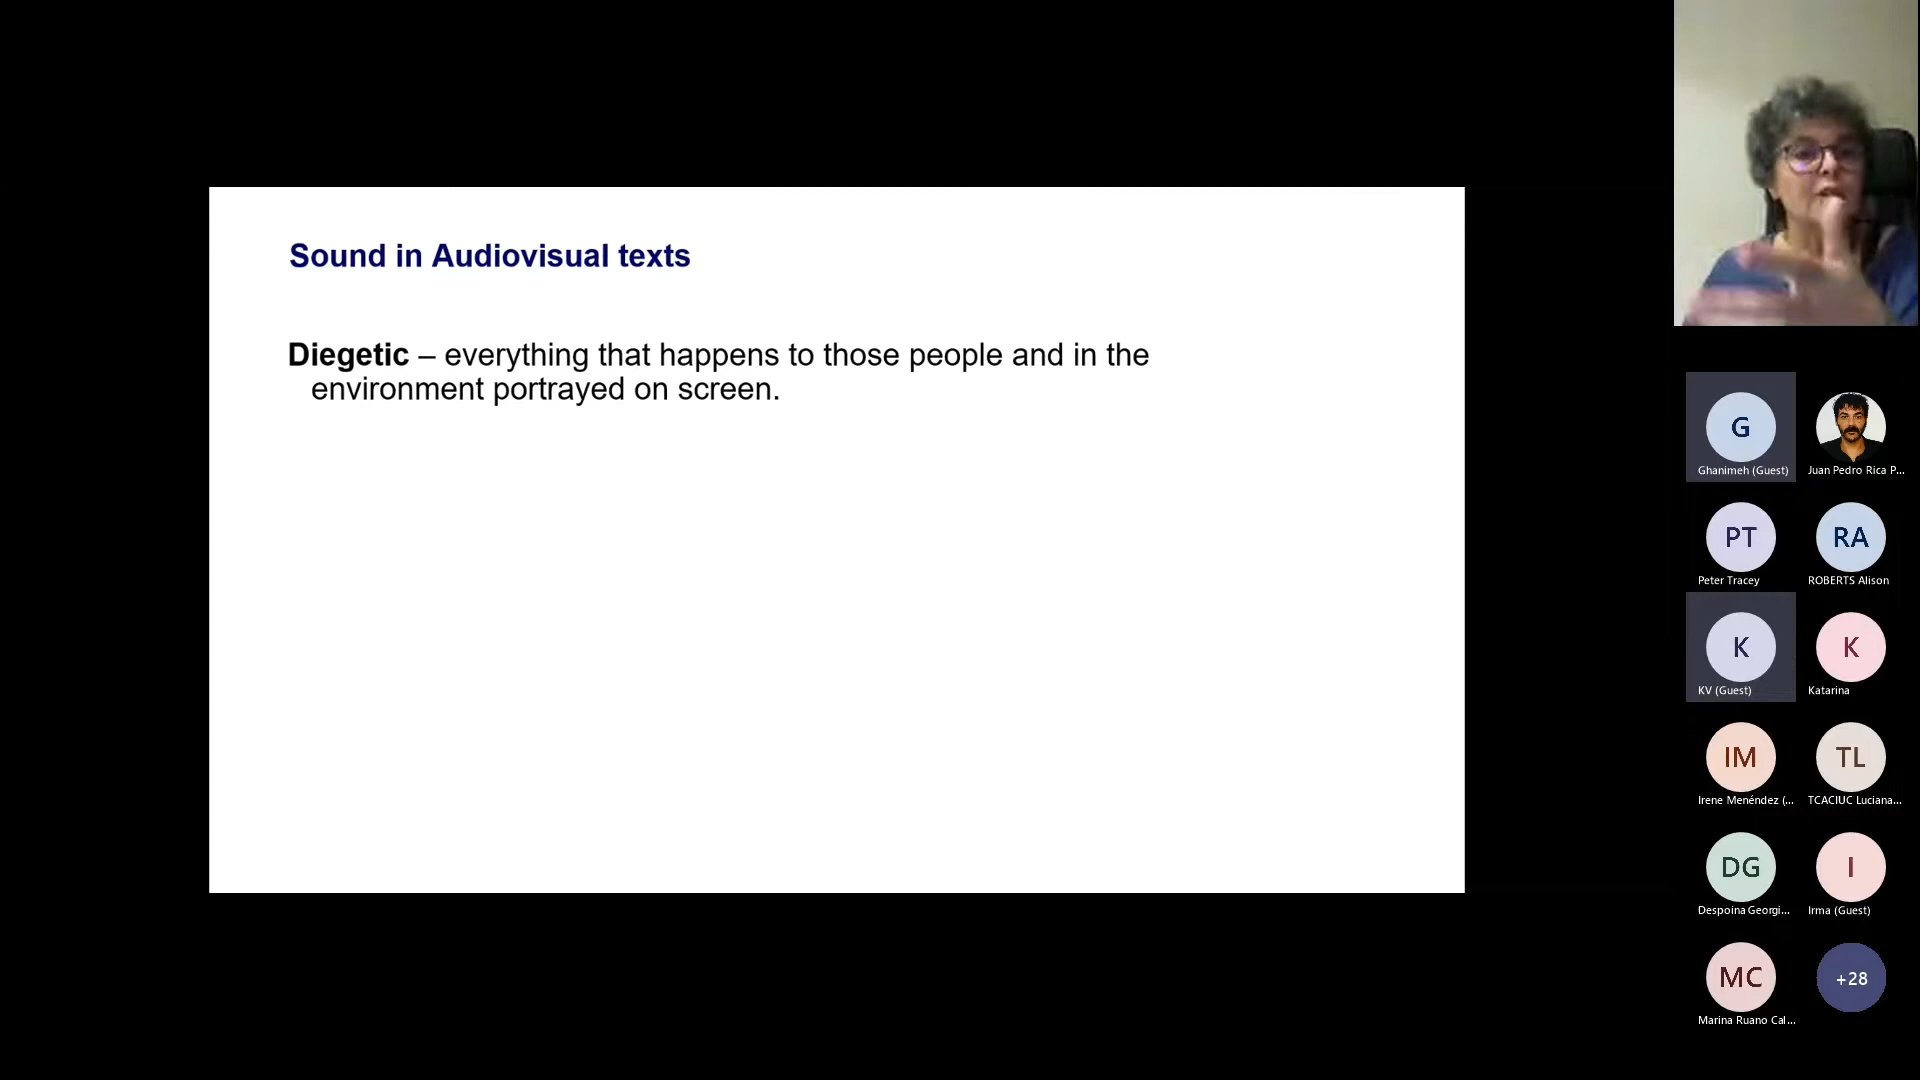 Sound in Audiovisual texts
Diegetic – everything that happens to those people and in the
environment portrayed on screen.
G
Ghanimeh (Guest)
Juan Pedro Rica P...
PT
Peter Tracey
RA
ROBERTS Alison
K
KV (Guest)
K
Katarina
IM
Irene Menéndez (...
TL
TCACIUC Luciana...
DG
Despoina Georgi...
I
Irma (Guest)
MC
Marina Ruano Cal...
+28